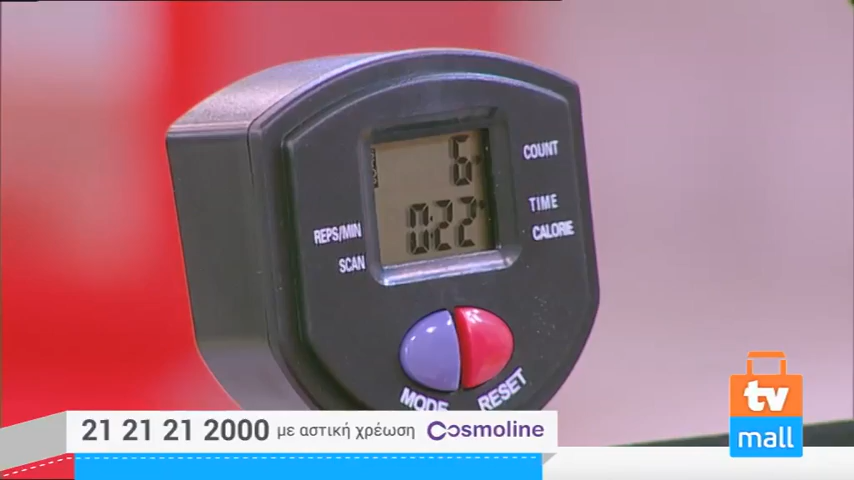 6
COUNT
0:22
TIME
REPS/MIN
CALORIE
SCAN
MODE
RESET
21 21 21 2000 με αστική χρέωση Cosmoline
tv
mall